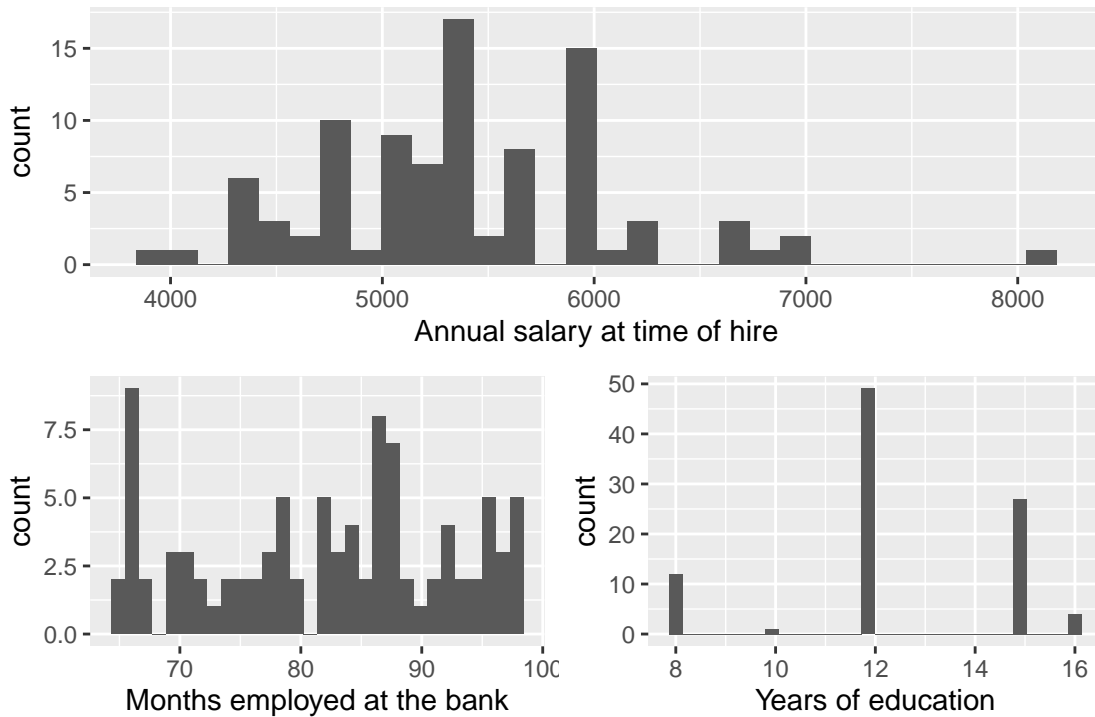 15
10
5
0
count
4000 5000 6000 7000 8000
Annual salary at time of hire
7.5
5.0
2.5
0.0
count
70 80 90 100
Months employed at the bank
50
40
30
20
10
0
count
8 10 12 14 16
Years of education